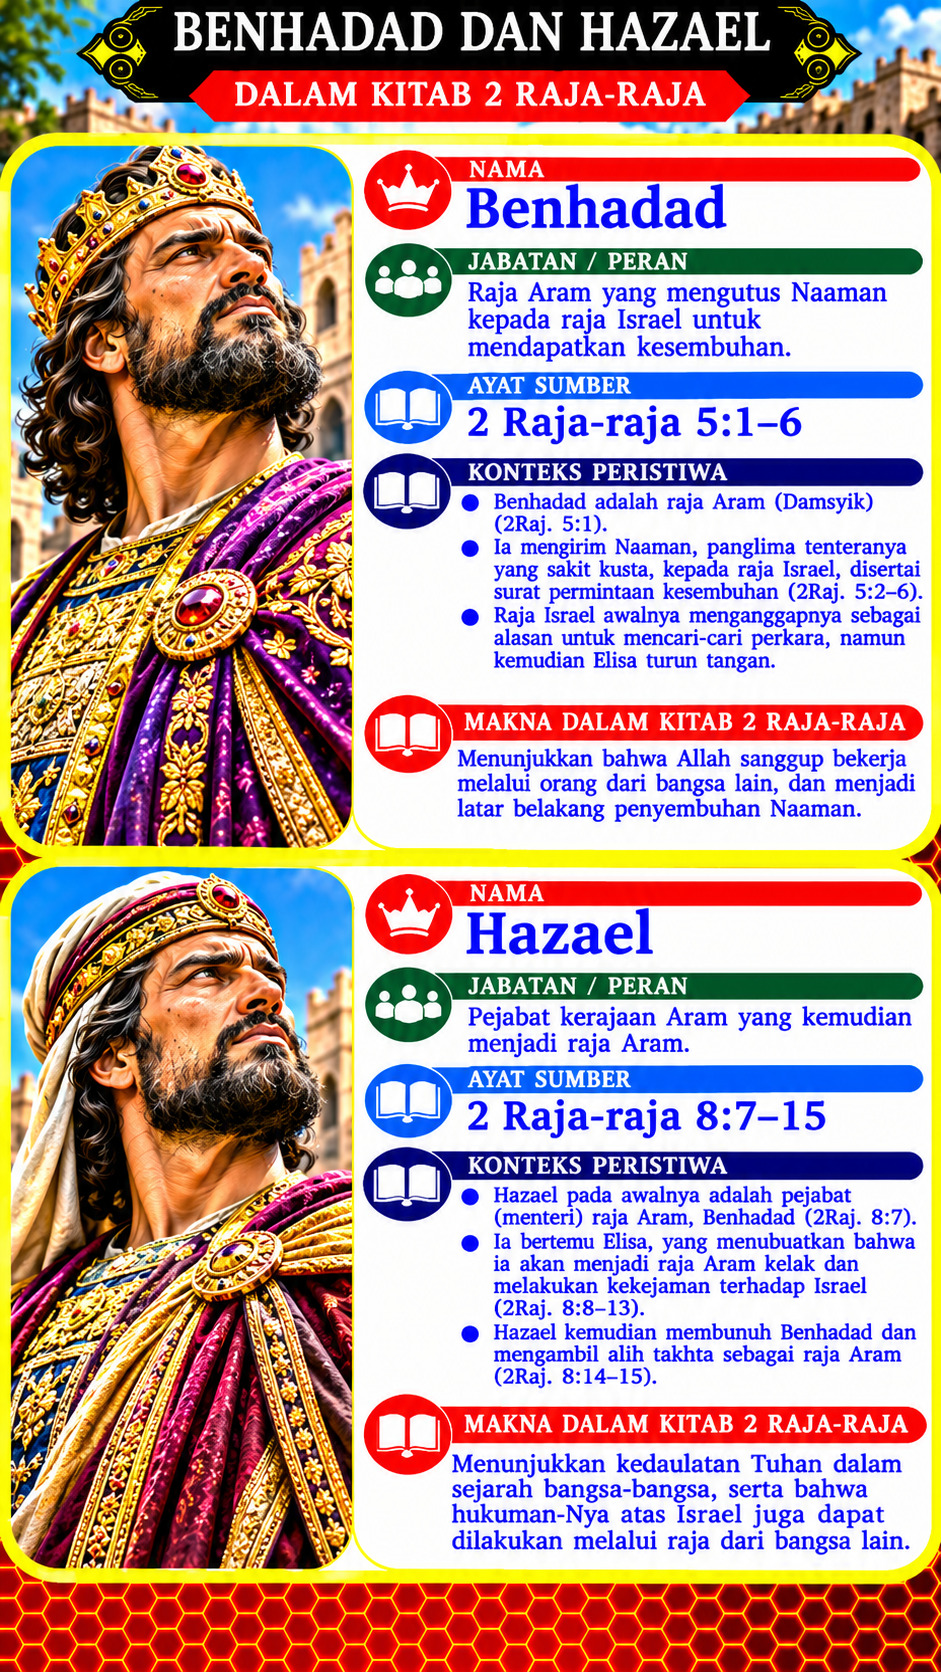 BENHADAD DAN HAZAEL
DALAM KITAB 2 RAJA-RAJA
NAMA
Benhadad
JABATAN / PERAN
Raja Aram yang mengutus Naaman
kepada raja Israel untuk
mendapatkan kesembuhan.
AYAT SUMBER
2 Raja-raja 5:1–6
KONTEKS PERISTIWA
● Benhadad adalah raja Aram (Damsyik)
(2Raj. 5:1).
● Ia mengirim Naaman, panglima tenteranya
yang sakit kusta, kepada raja Israel, disertai
surat permintaan kesembuhan (2Raj. 5:2–6).
● Raja Israel awalnya menganggapnya sebagai
alasan untuk mencari-cari perkara, namun
kemudian Elisa turun tangan.
MAKNA DALAM KITAB 2 RAJA-RAJA
Menunjukkan bahwa Allah sanggup bekerja
melalui orang dari bangsa lain, dan menjadi
latar belakang penyembuhan Naaman.
NAMA
Hazael
JABATAN / PERAN
Pejabat kerajaan Aram yang kemudian
menjadi raja Aram.
AYAT SUMBER
2 Raja-raja 8:7–15
KONTEKS PERISTIWA
● Hazael pada awalnya adalah pejabat
(menteri) raja Aram, Benhadad (2Raj. 8:7).
● Ia bertemu Elisa, yang menubuatkan bahwa
ia akan menjadi raja Aram kelak dan
melakukan kekejaman terhadap Israel
(2Raj. 8:8–13).
● Hazael kemudian membunuh Benhadad dan
mengambil alih takhta sebagai raja Aram
(2Raj. 8:14–15).
MAKNA DALAM KITAB 2 RAJA-RAJA
Menunjukkan kedaulatan Tuhan dalam
sejarah bangsa-bangsa, serta bahwa
hukuman-Nya atas Israel juga dapat
dilakukan melalui raja dari bangsa lain.